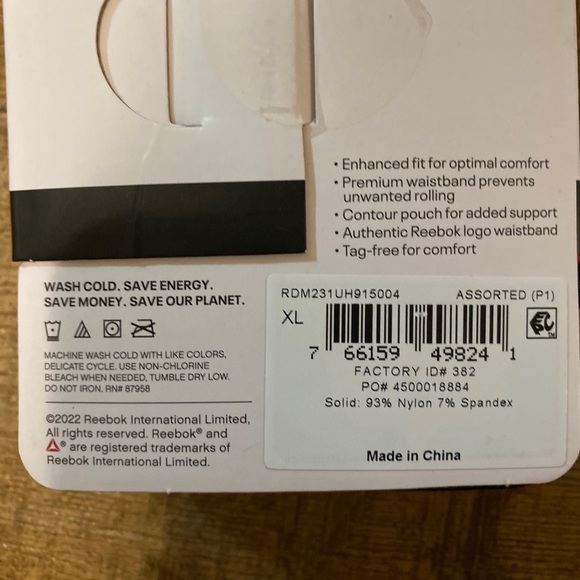 • Enhanced fit for optimal comfort
• Premium waistband prevents
unwanted rolling
• Contour pouch for added support
• Authentic Reebok logo waistband
• Tag-free for comfort
WASH COLD. SAVE ENERGY.
SAVE MONEY. SAVE OUR PLANET.
MACHINE WASH COLD WITH LIKE COLORS,
DELICATE CYCLE. USE NON-CHLORINE
BLEACH WHEN NEEDED, TUMBLE DRY LOW.
DO NOT IRON. RN# 87958
©2022 Reebok International Limited,
All rights reserved. Reebok® and
® are registered trademarks of
Reebok International Limited.
RDM231UH915004 ASSORTED (P1)
XL
7 66159 49824 1
FACTORY ID# 382
PO# 4500018884
Solid: 93% Nylon 7% Spandex
Made in China